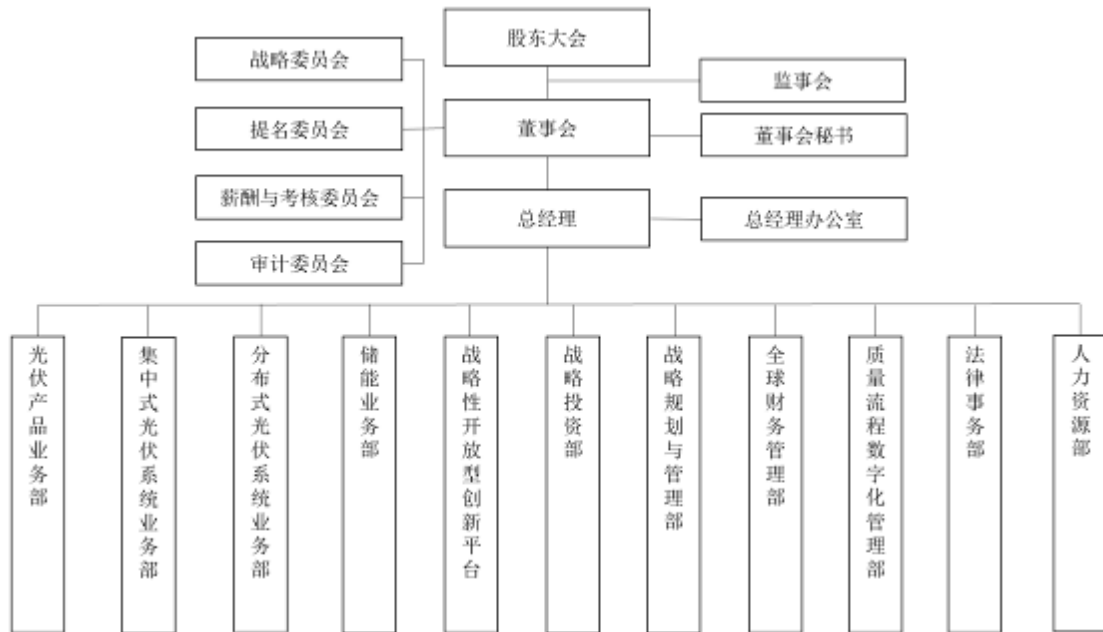 股东大会
战略委员会
监事会
提名委员会
董事会
董事会秘书
薪酬与考核委员会
总经理
总经理办公室
审计委员会
光伏产品业务部
集中式光伏系统业务部
分布式光伏系统业务部
储能业务部
战略性开放型创新平台
战略投资部
战略规划与管理部
全球财务管理部
质量流程数字化管理部
法律事务部
人力资源部